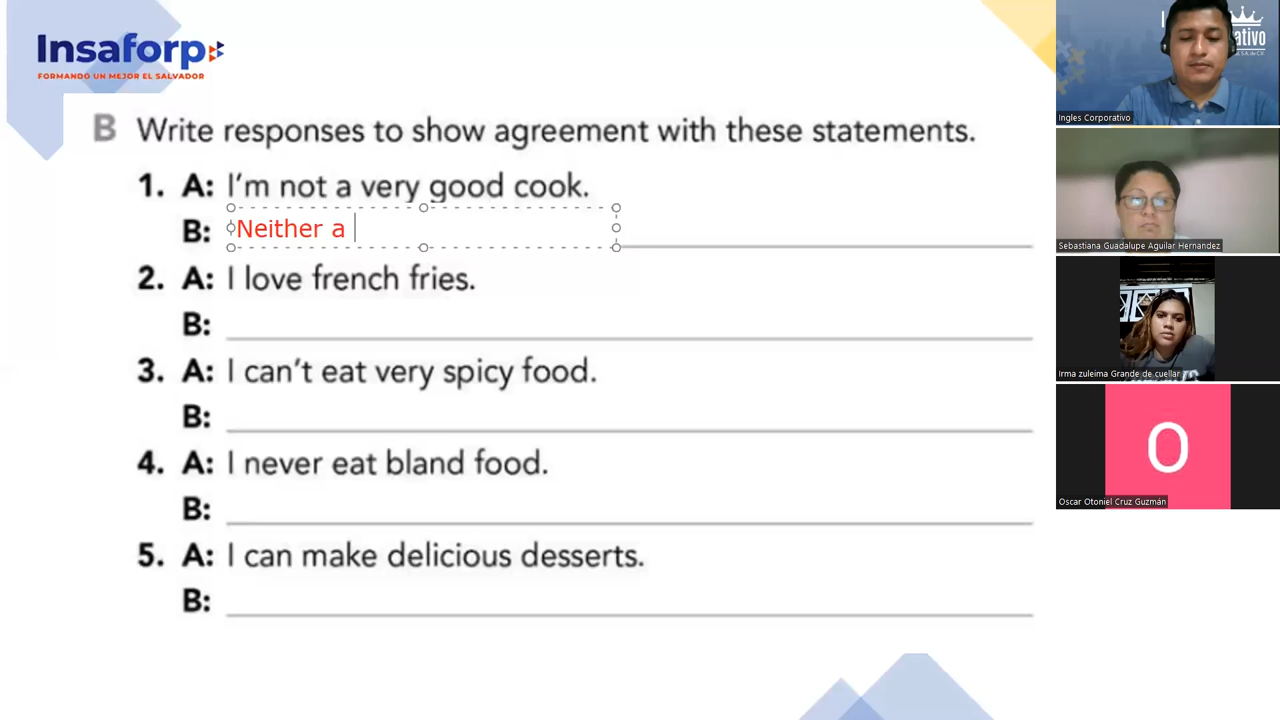 Insaforp
FORMANDO UN MEJOR EL SALVADOR
B Write responses to show agreement with these statements.
1. A: I'm not a very good cook.
B: Neither a
2. A: I love french fries.
B:
3. A: I can't eat very spicy food.
B:
4. A: I never eat bland food.
B:
5. A: I can make delicious desserts.
B:
I
ativo
S.A. de C.V.
Ingles Corporativo
Sebastiana Guadalupe Aguilar Hernandez
Irma zuleima Grande de cuellar
O
Oscar Otoniel Cruz Guzmán